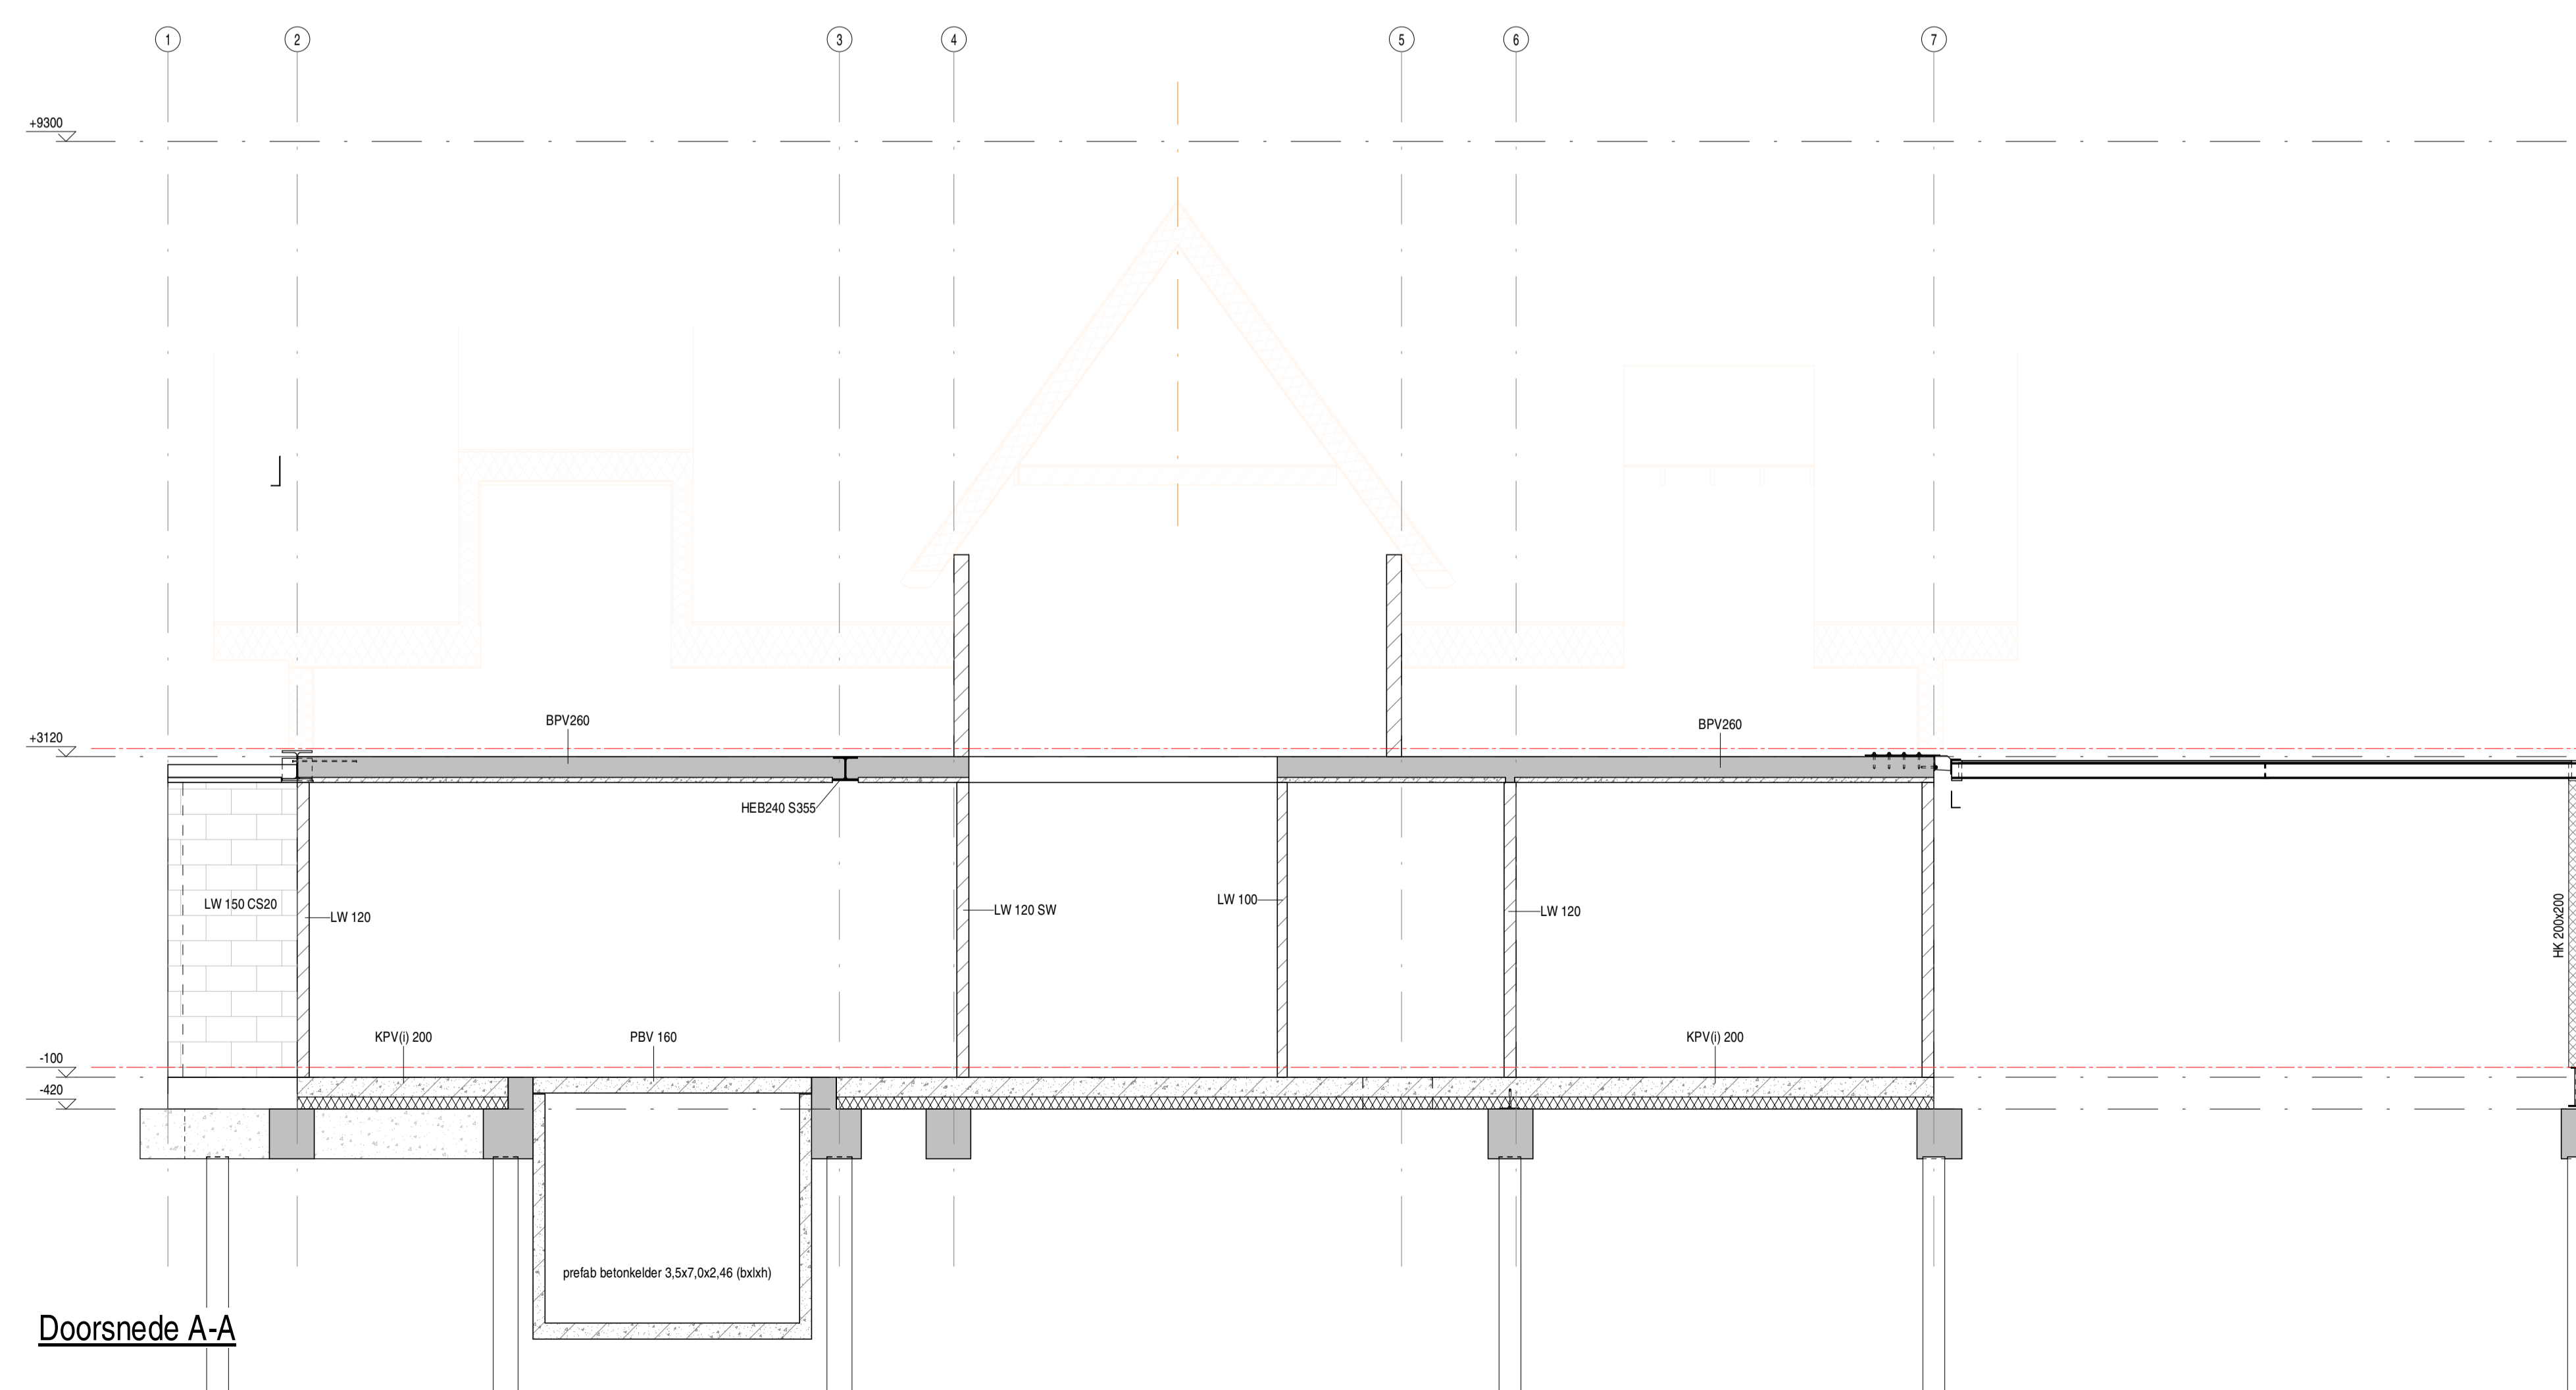 1 2 3 4 5 6 7
+9300
BPV260
BPV260
+3120
HEB240 S355
LW 150 CS20
LW 120
LW 120 SW
LW 100
LW 120
HK 200x200
KPV(i) 200
PBV 160
KPV(i) 200
-100
-420
prefab betonkelder 3,5x7,0x2,46 (bxlxh)
Doorsnede A-A